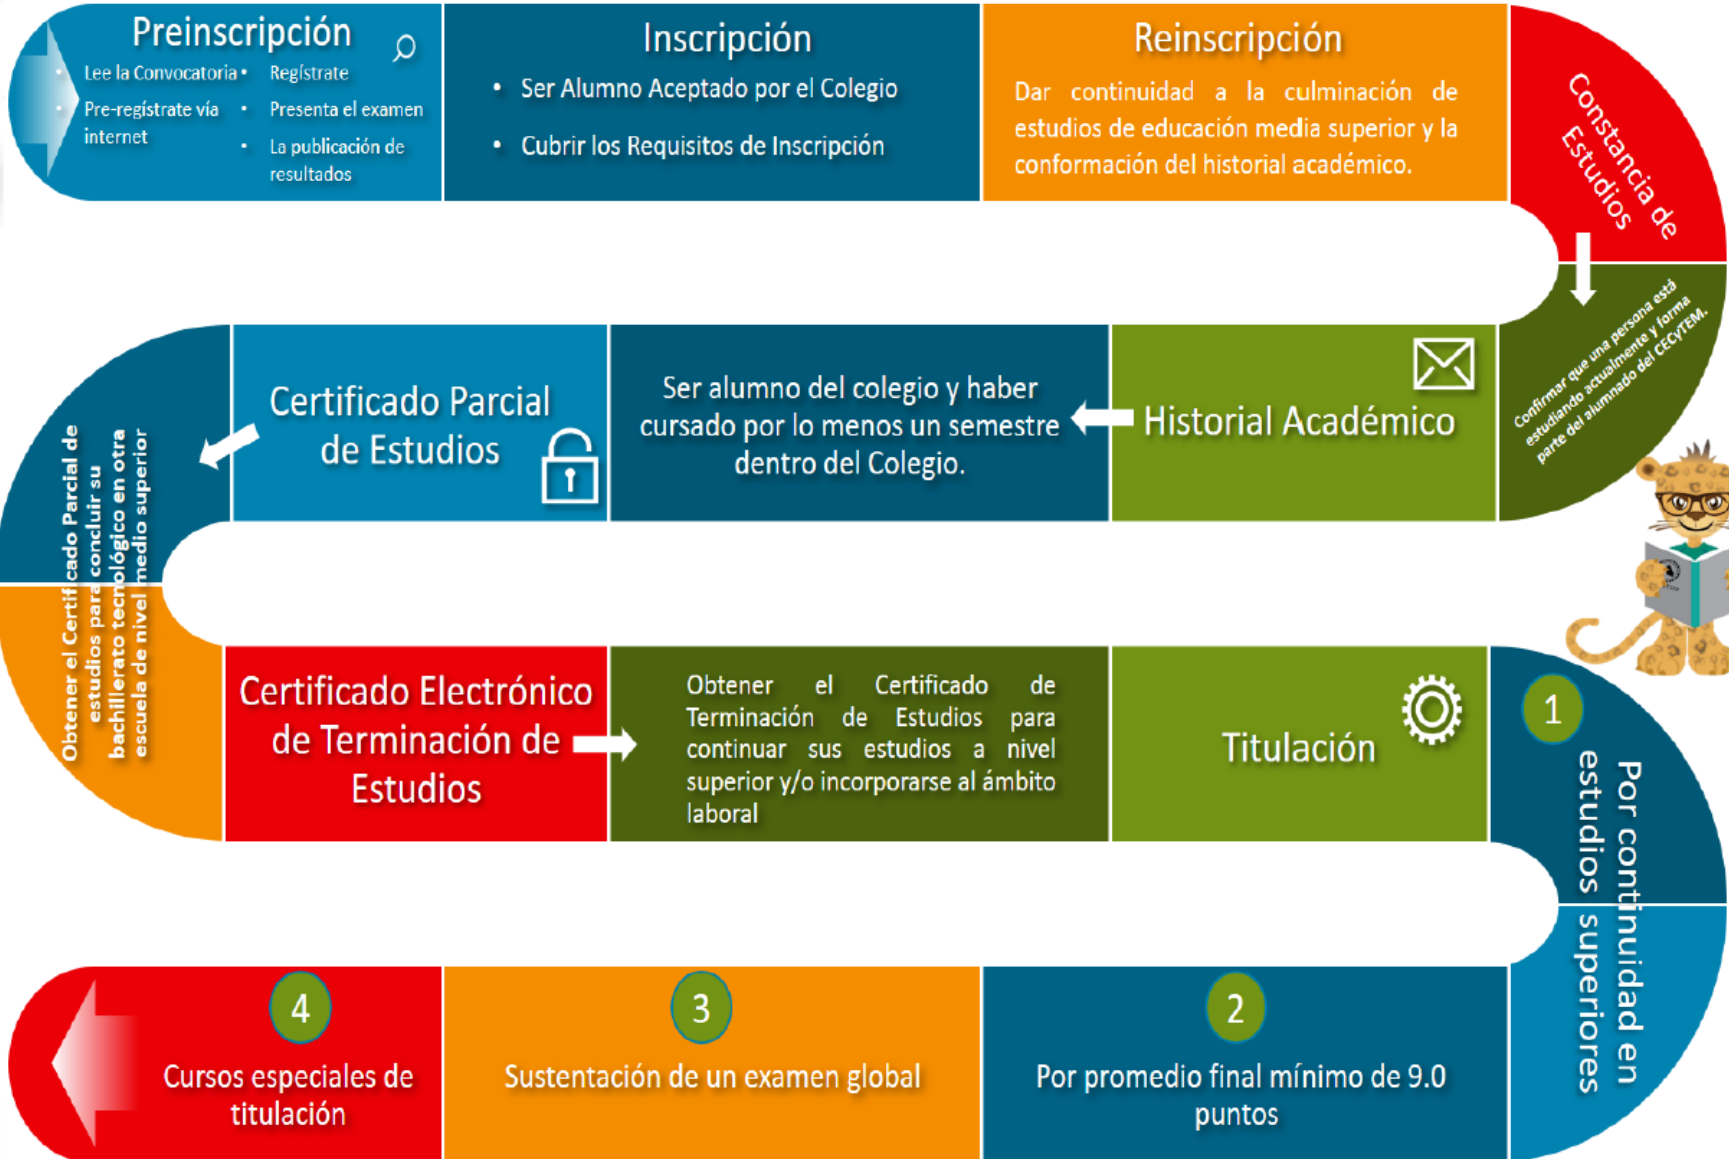 Preinscripción
• Lee la Convocatoria
• Pre-regístrate vía
internet
• Regístrate
• Presenta el examen
• La publicación de
resultados
Inscripción
• Ser Alumno Aceptado por el Colegio
• Cubrir los Requisitos de Inscripción
Reinscripción
Dar continuidad a la culminación de
estudios de educación media superior y la
conformación del historial académico.
Constancia de
Estudios
Confirmar que una persona está
estudiando actualmente y forma
parte del alumnado del CECyTEM.
Historial Académico
Ser alumno del colegio y haber
cursado por lo menos un semestre
dentro del Colegio.
Certificado Parcial
de Estudios
Obtener el Certificado Parcial de
estudios para concluir su
bachillerato tecnológico en otra
escuela de nivel medio superior
Certificado Electrónico
de Terminación de
Estudios
Obtener el Certificado de
Terminación de Estudios para
continuar sus estudios a nivel
superior y/o incorporarse al ámbito
laboral
Titulación
1
Por continuidad en
estudios superiores
2
Por promedio final mínimo de 9.0
puntos
3
Sustentación de un examen global
4
Cursos especiales de
titulación